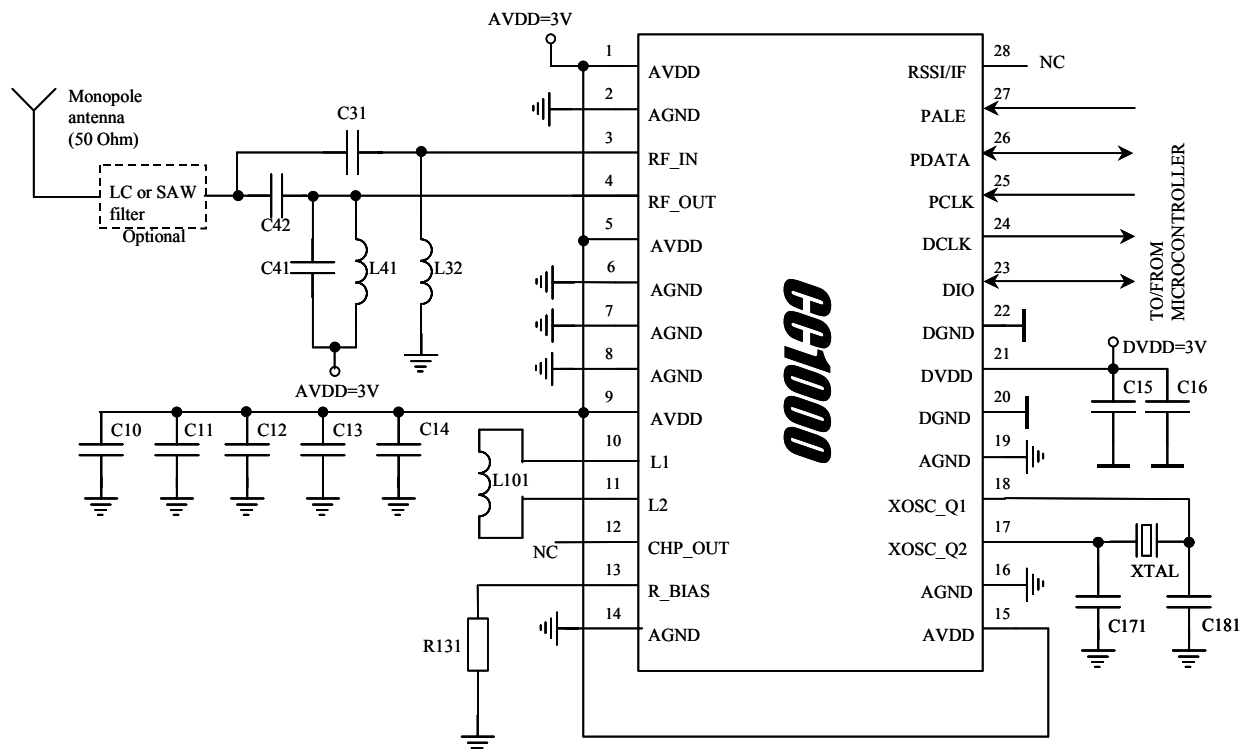 AVDD=3V
Monopole
antenna
(50 Ohm)
LC or SAW
filter
Optional
C31
C42
C41
L41
L32
AVDD=3V
C10
C11
C12
C13
C14
L101
NC
R131
1
AVDD
2
AGND
3
RF_IN
4
RF_OUT
5
AVDD
6
AGND
7
AGND
8
AGND
9
AVDD
10
L1
11
L2
12
CHP_OUT
13
R_BIAS
14
AGND
CC1000
28
RSSI/IF
NC
27
PALE
26
PDATA
25
PCLK
24
DCLK
23
DIO
22
DGND
21
DVDD
20
DGND
19
AGND
18
XOSC_Q1
17
XOSC_Q2
16
AGND
15
AVDD
TO/FROM
MICROCONTROLLER
DVDD=3V
C15
C16
XTAL
C171
C181